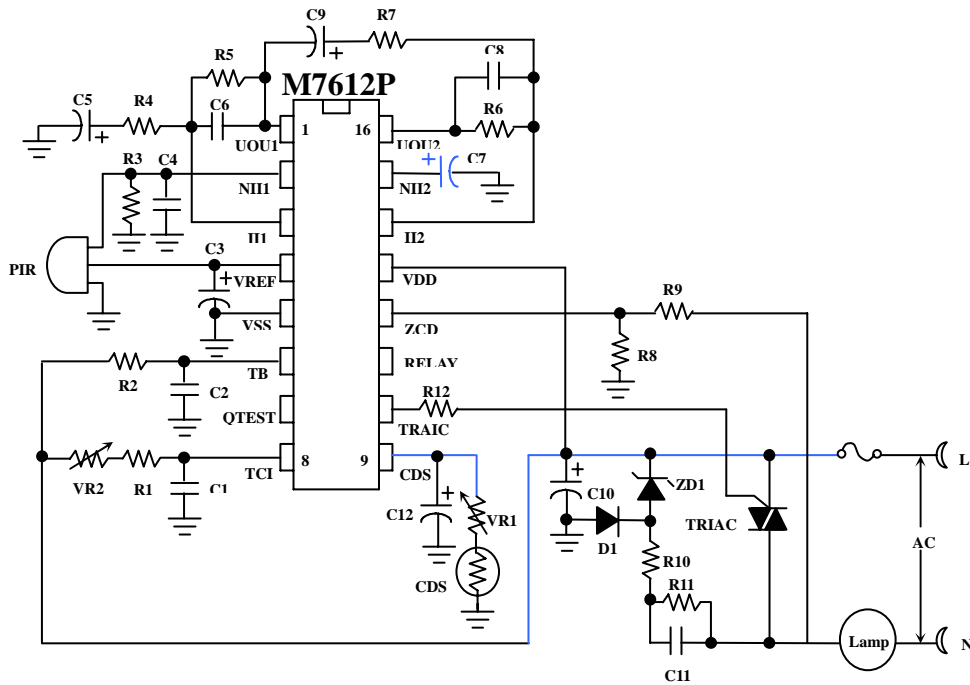 C9
R7
R5
C8
M7612P
C5
R4
C6
R6
1
16
UOU1
UOU2
R3
C4
C7
NII1
NII2
II1
II2
PIR
C3
VREF
VDD
R9
VSS
ZCD
R8
TB
RELAY
R2
C2
R12
QTEST
TRAIC
8
9
TCI
CDS
VR2
R1
C1
L
C10
ZD1
C12
VR1
TRIAC
D1
AC
R10
CDS
R11
Lamp
N
C11